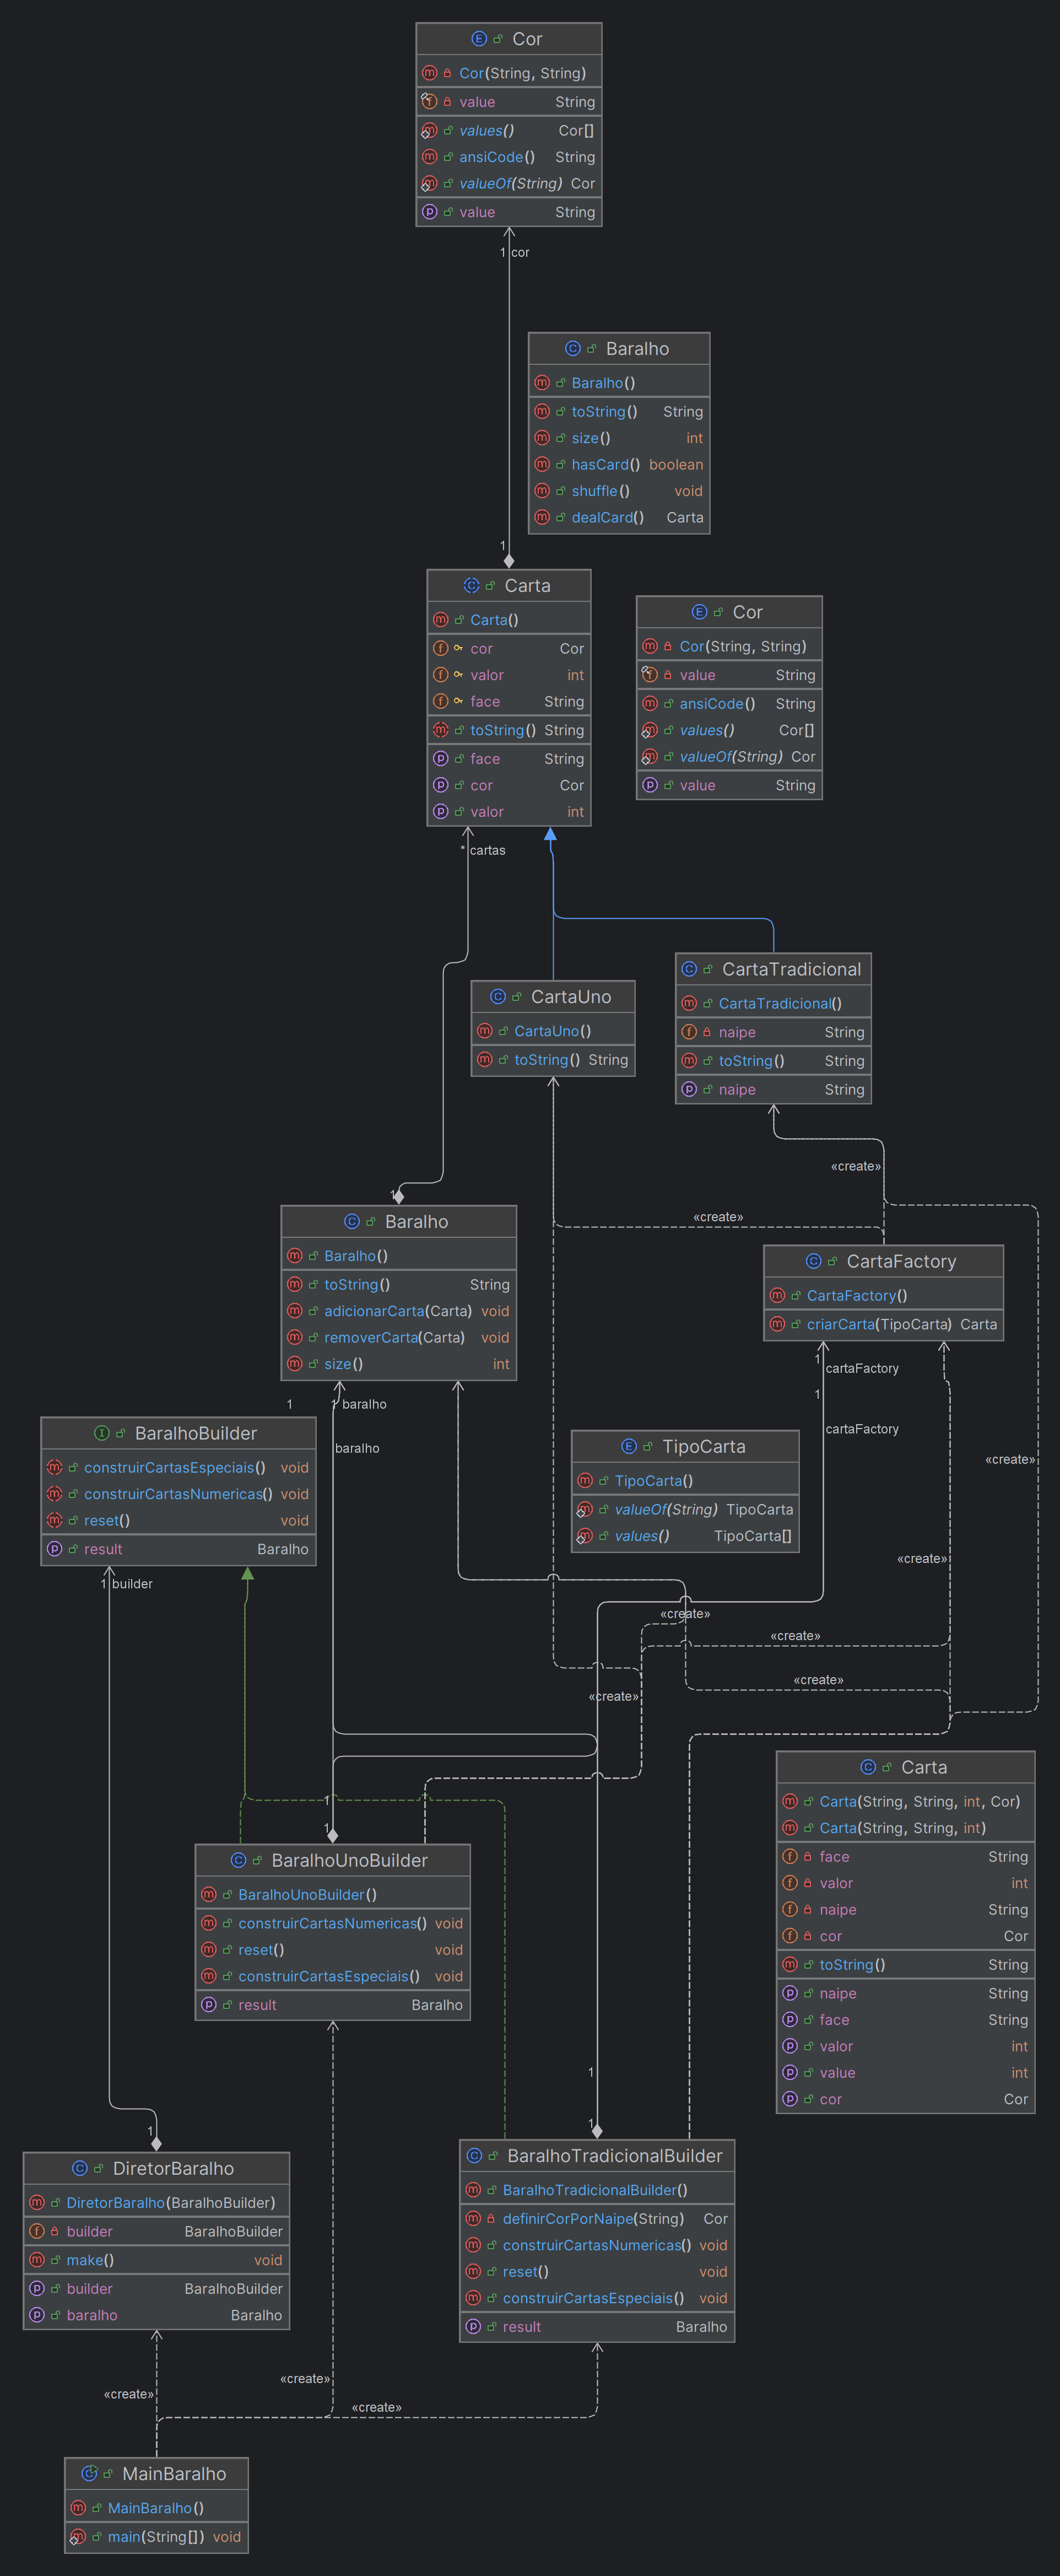 Cor
Cor(String, String)
value String
values() Cor[]
ansiCode() String
valueOf(String) Cor
value String
1 cor
Baralho
Baralho()
toString() String
size() int
hasCard() boolean
shuffle() void
dealCard() Carta
1
Carta
Carta()
cor Cor
valor int
face String
toString() String
face String
cor Cor
valor int
Cor
Cor(String, String)
value String
ansiCode() String
values() Cor[]
valueOf(String) Cor
value String
* cartas
CartaUno
CartaUno()
toString() String
CartaTradicional
CartaTradicional()
naipe String
toString() String
naipe String
«create»
1
«create»
Baralho
Baralho()
toString() String
adicionarCarta(Carta) void
removerCarta(Carta) void
size() int
CartaFactory
CartaFactory()
criarCarta(TipoCarta) Carta
1
cartaFactory
1
cartaFactory
1
1 baralho
baralho
BaralhoBuilder
construirCartasEspeciais() void
construirCartasNumericas() void
reset() void
result Baralho
TipoCarta
TipoCarta()
valueOf(String) TipoCarta
values() TipoCarta[]
«create»
«create»
1 builder
«create»
«create»
«create»
«create»
Carta
Carta(String, String, int, Cor)
Carta(String, String, int)
face String
valor int
naipe String
cor Cor
toString() String
naipe String
face String
valor int
value int
cor Cor
1
1
BaralhoUnoBuilder
BaralhoUnoBuilder()
construirCartasNumericas() void
reset() void
construirCartasEspeciais() void
result Baralho
1
1
1
DiretorBaralho
DiretorBaralho(BaralhoBuilder)
builder BaralhoBuilder
make() void
builder BaralhoBuilder
baralho Baralho
BaralhoTradicionalBuilder
BaralhoTradicionalBuilder()
definirCorPorNaipe(String) Cor
construirCartasNumericas() void
reset() void
construirCartasEspeciais() void
result Baralho
«create»
«create»
«create»
MainBaralho
MainBaralho()
main(String[]) void